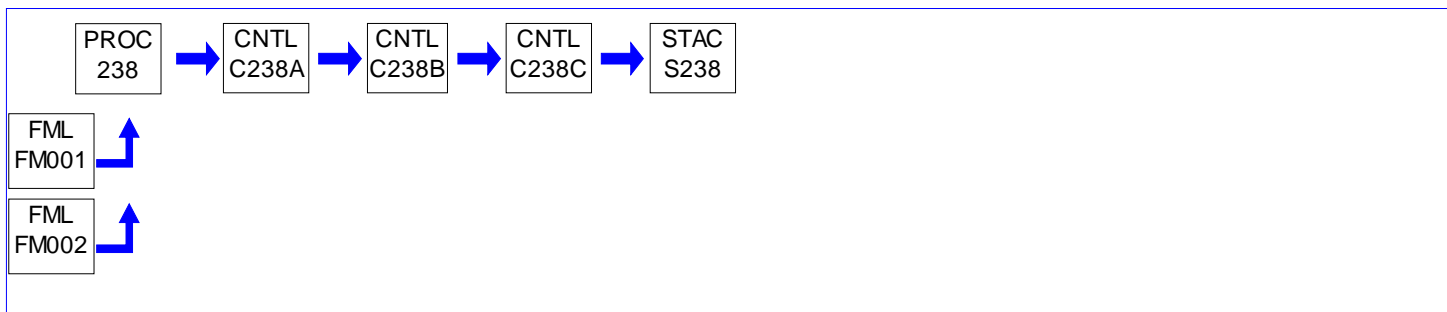 PROC
238
CNTL
C238A
CNTL
C238B
CNTL
C238C
STAC
S238
FML
FM001
FML
FM002